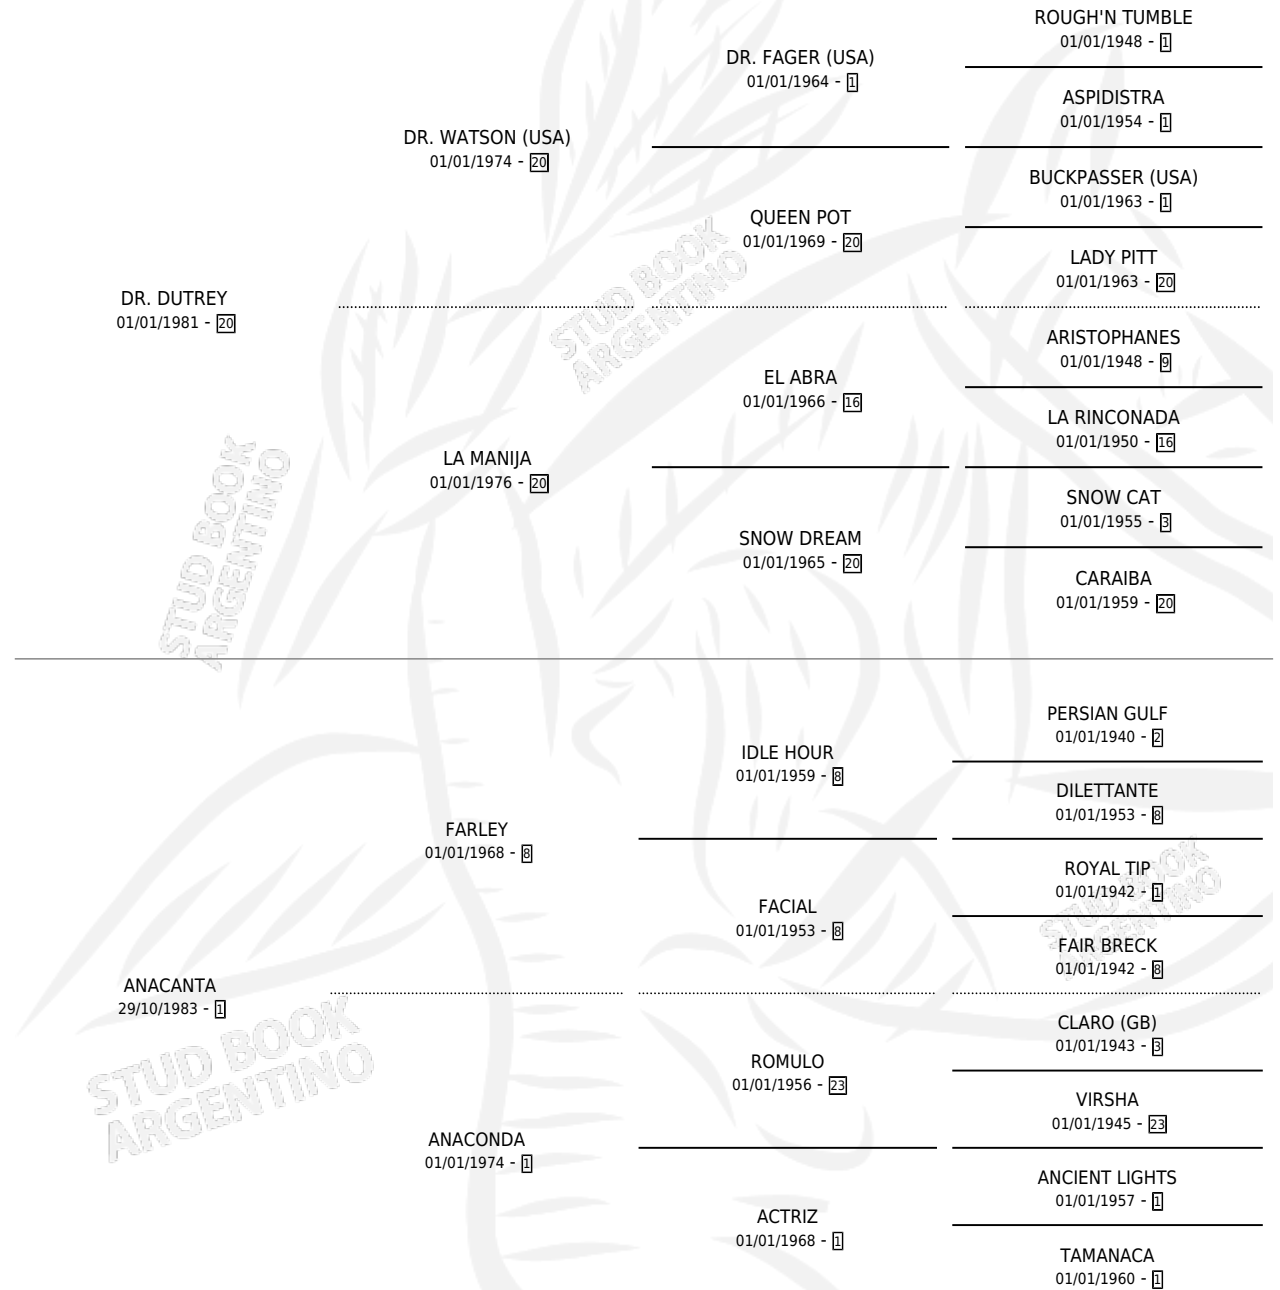 ROUGH'N TUMBLE
01/01/1948 - 1
DR. FAGER (USA)
01/01/1964 - 1
ASPIDISTRA
01/01/1954 - 1
DR. WATSON (USA)
01/01/1974 - 20
BUCKPASSER (USA)
01/01/1963 - 1
QUEEN POT
01/01/1969 - 20
LADY PITT
01/01/1963 - 20
DR. DUTREY
01/01/1981 - 20
STUD BOOK
ARGENTINO
ARISTOPHANES
01/01/1948 - 9
EL ABRA
01/01/1966 - 16
LA RINCONADA
01/01/1950 - 16
LA MANIJA
01/01/1976 - 20
SNOW CAT
01/01/1955 - 3
SNOW DREAM
01/01/1965 - 20
CARAIBA
01/01/1959 - 20
STUD BOOK
ARGENTINO
PERSIAN GULF
01/01/1940 - 2
IDLE HOUR
01/01/1959 - 8
DILETTANTE
01/01/1953 - 8
FARLEY
01/01/1968 - 8
ROYAL TIP
01/01/1942 - 1
FACIAL
01/01/1953 - 8
STUD BOOK
ARGENTINO
FAIR BRECK
01/01/1942 - 8
ANACANTA
29/10/1983 - 1
CLARO (GB)
01/01/1943 - 3
ROMULO
01/01/1956 - 23
STUD BOOK
ARGENTINO
VIRSHA
01/01/1945 - 23
ANACONDA
01/01/1974 - 1
ANCIENT LIGHTS
01/01/1957 - 1
ACTRIZ
01/01/1968 - 1
TAMANACA
01/01/1960 - 1